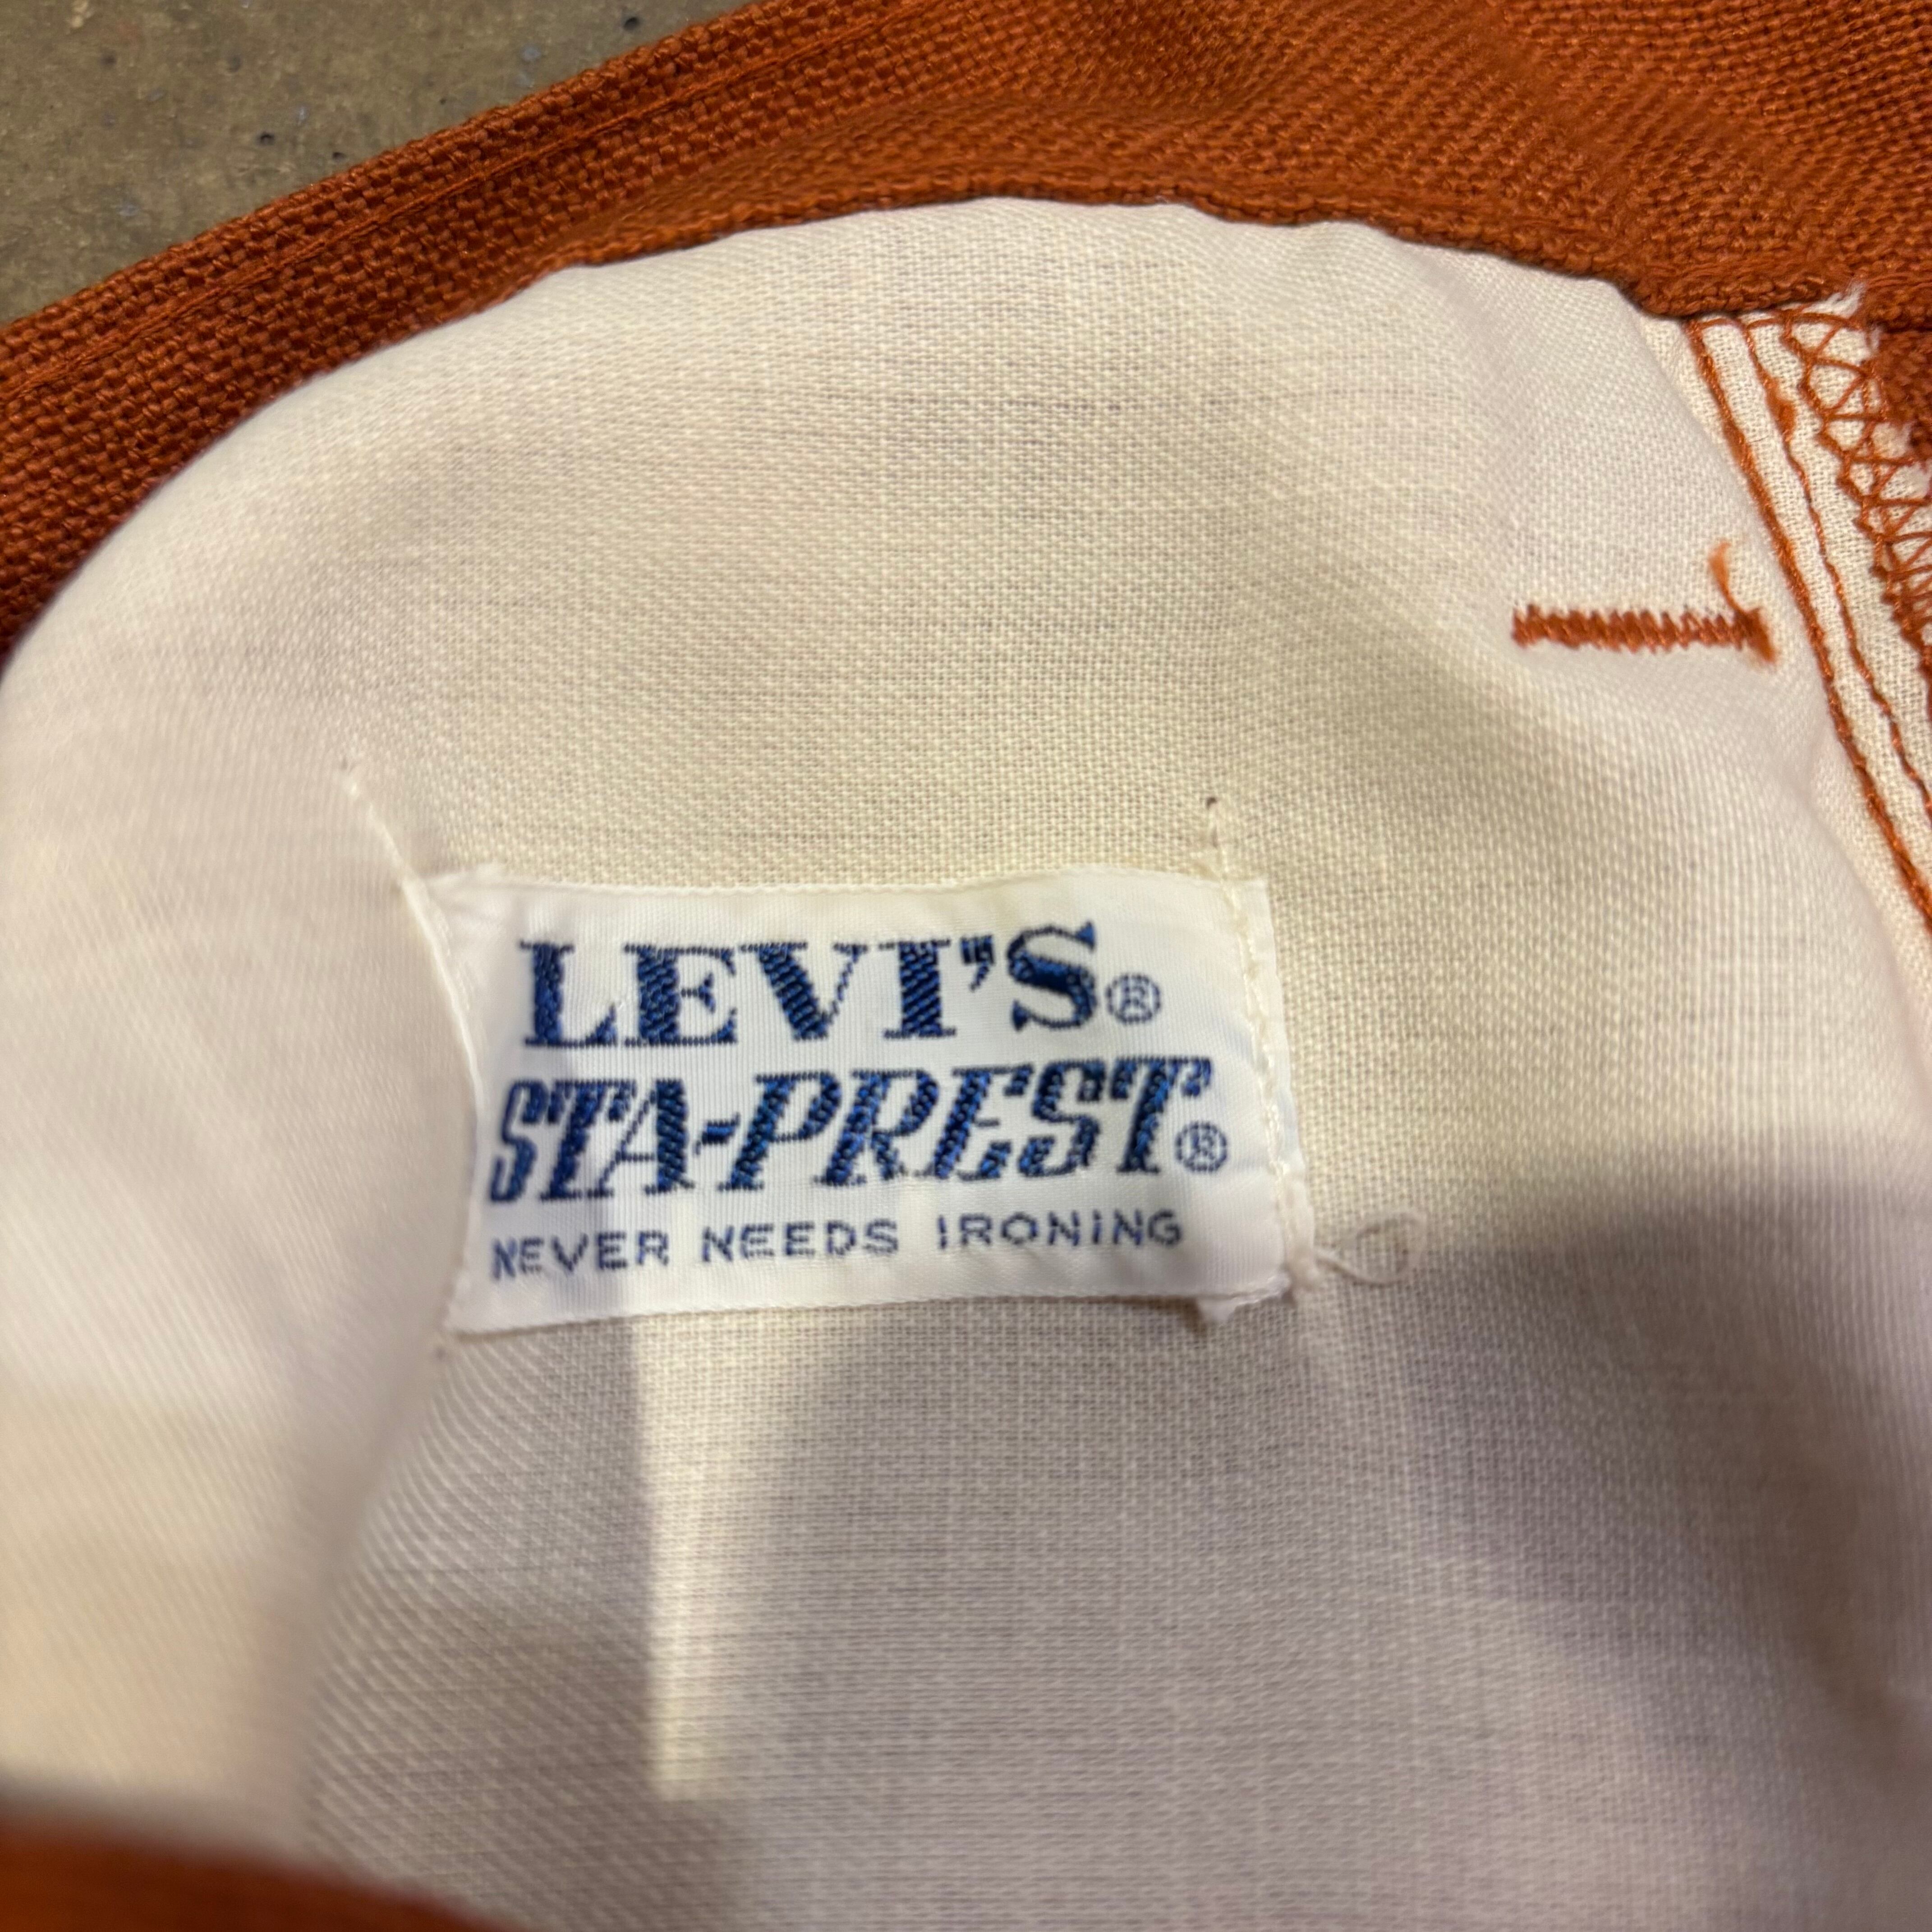 LEVI'S®
STA-PREST®
NEVER NEEDS IRONING